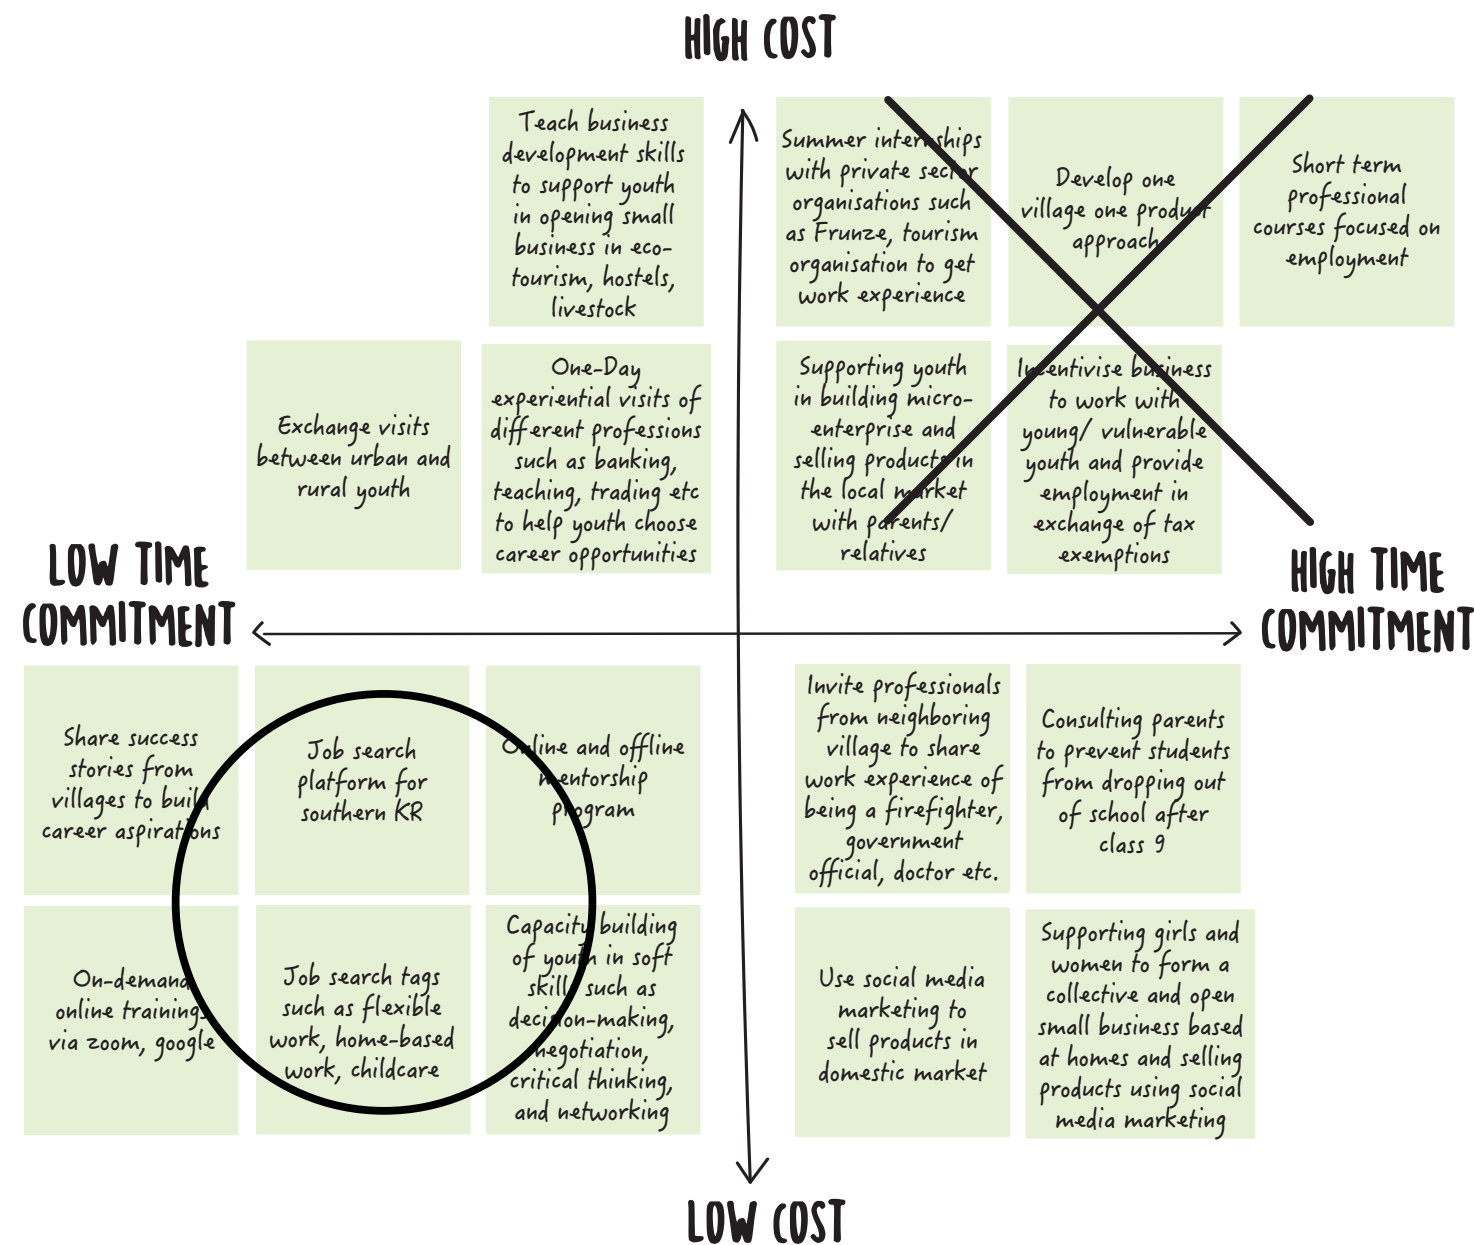 HIGH COST
Teach business
development skills
to support youth
in opening small
business in eco-
tourism, hostels,
livestock
Summer internships
with private sector
organisations such
as Frunze, tourism
organisation to get
work experience
Develop one
village one product
approach
Short term
professional
courses focused on
employment
Exchange visits
between urban and
rural youth
One-Day
experiential visits of
different professions
such as banking,
teaching, trading etc
to help youth choose
career opportunities
Supporting youth
in building micro-
enterprise and
selling products in
the local market
with parents/
relatives
Incentivise business
to work with
young/ vulnerable
youth and provide
employment in
exchange of tax
exemptions
LOW TIME
COMMITMENT
HIGH TIME
COMMITMENT
Share success
stories from
villages to build
career aspirations
Job search
platform for
southern KR
Online and offline
mentorship
program
Invite professionals
from neighboring
village to share
work experience of
being a firefighter,
government
official, doctor etc.
Consulting parents
to prevent students
from dropping out
of school after
class 9
On-demand
online trainings
via zoom, google
Job search tags
such as flexible
work, home-based
work, childcare
Capacity building
of youth in soft
skills such as
decision-making,
negotiation,
critical thinking,
and networking
Use social media
marketing to
sell products in
domestic market
Supporting girls and
women to form a
collective and open
small business based
at homes and selling
products using social
media marketing
LOW COST